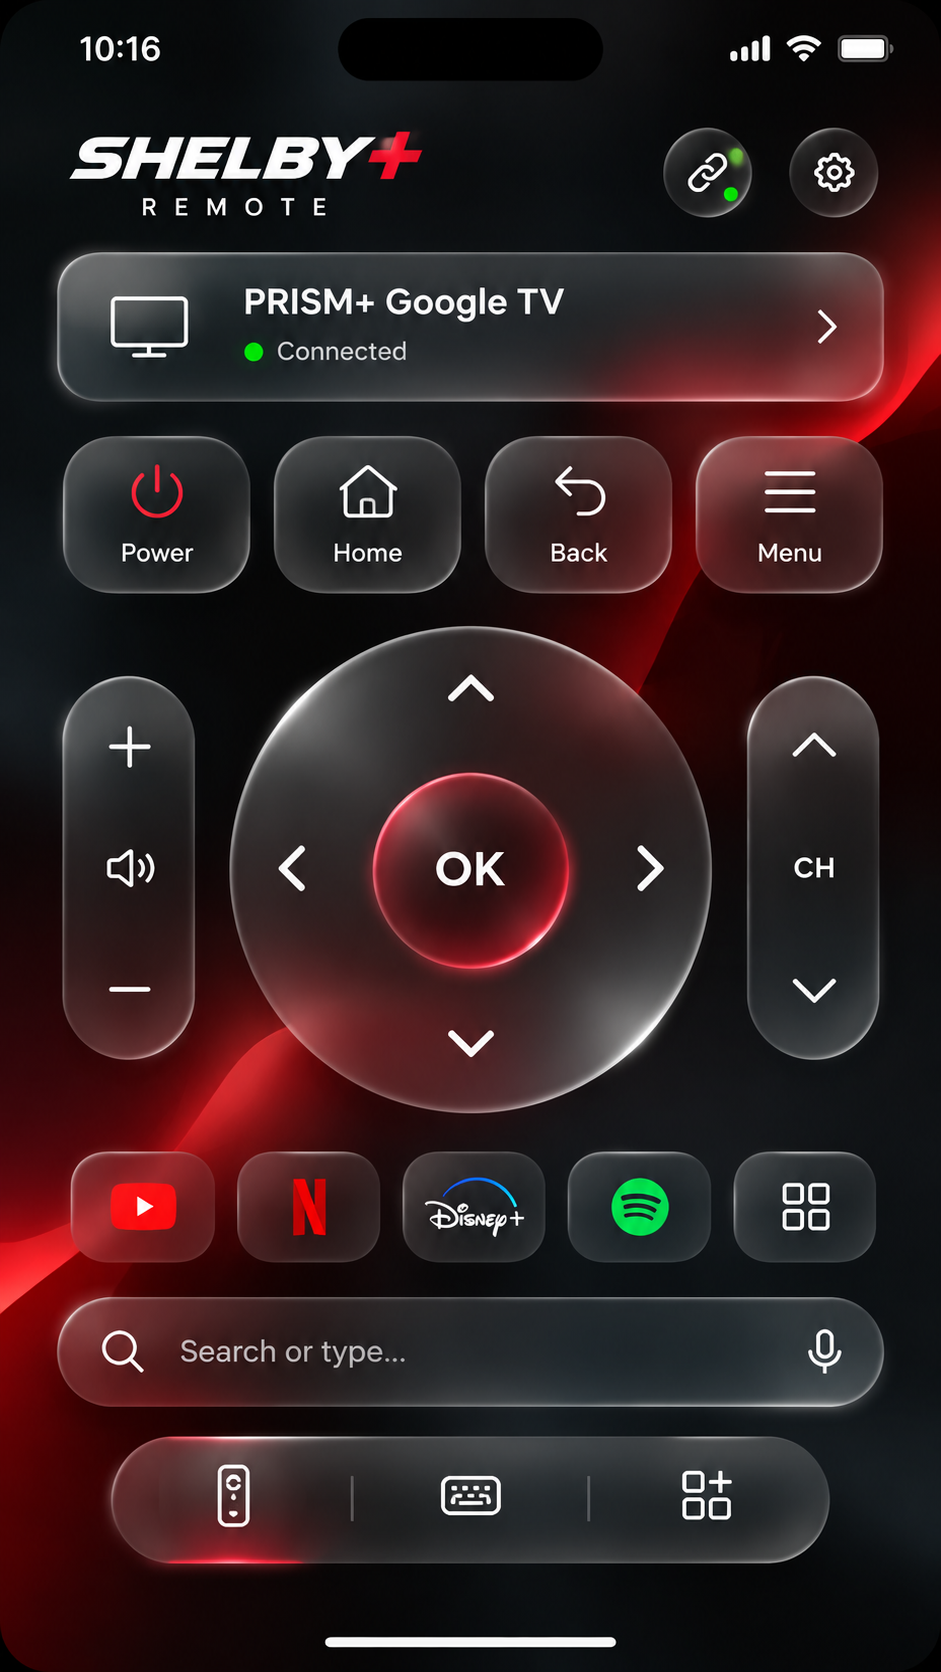 10:16
SHELBY+
REMOTE
PRISM+ Google TV
Connected
Power
Home
Back
Menu
OK
CH
N
Disney+
Search or type...